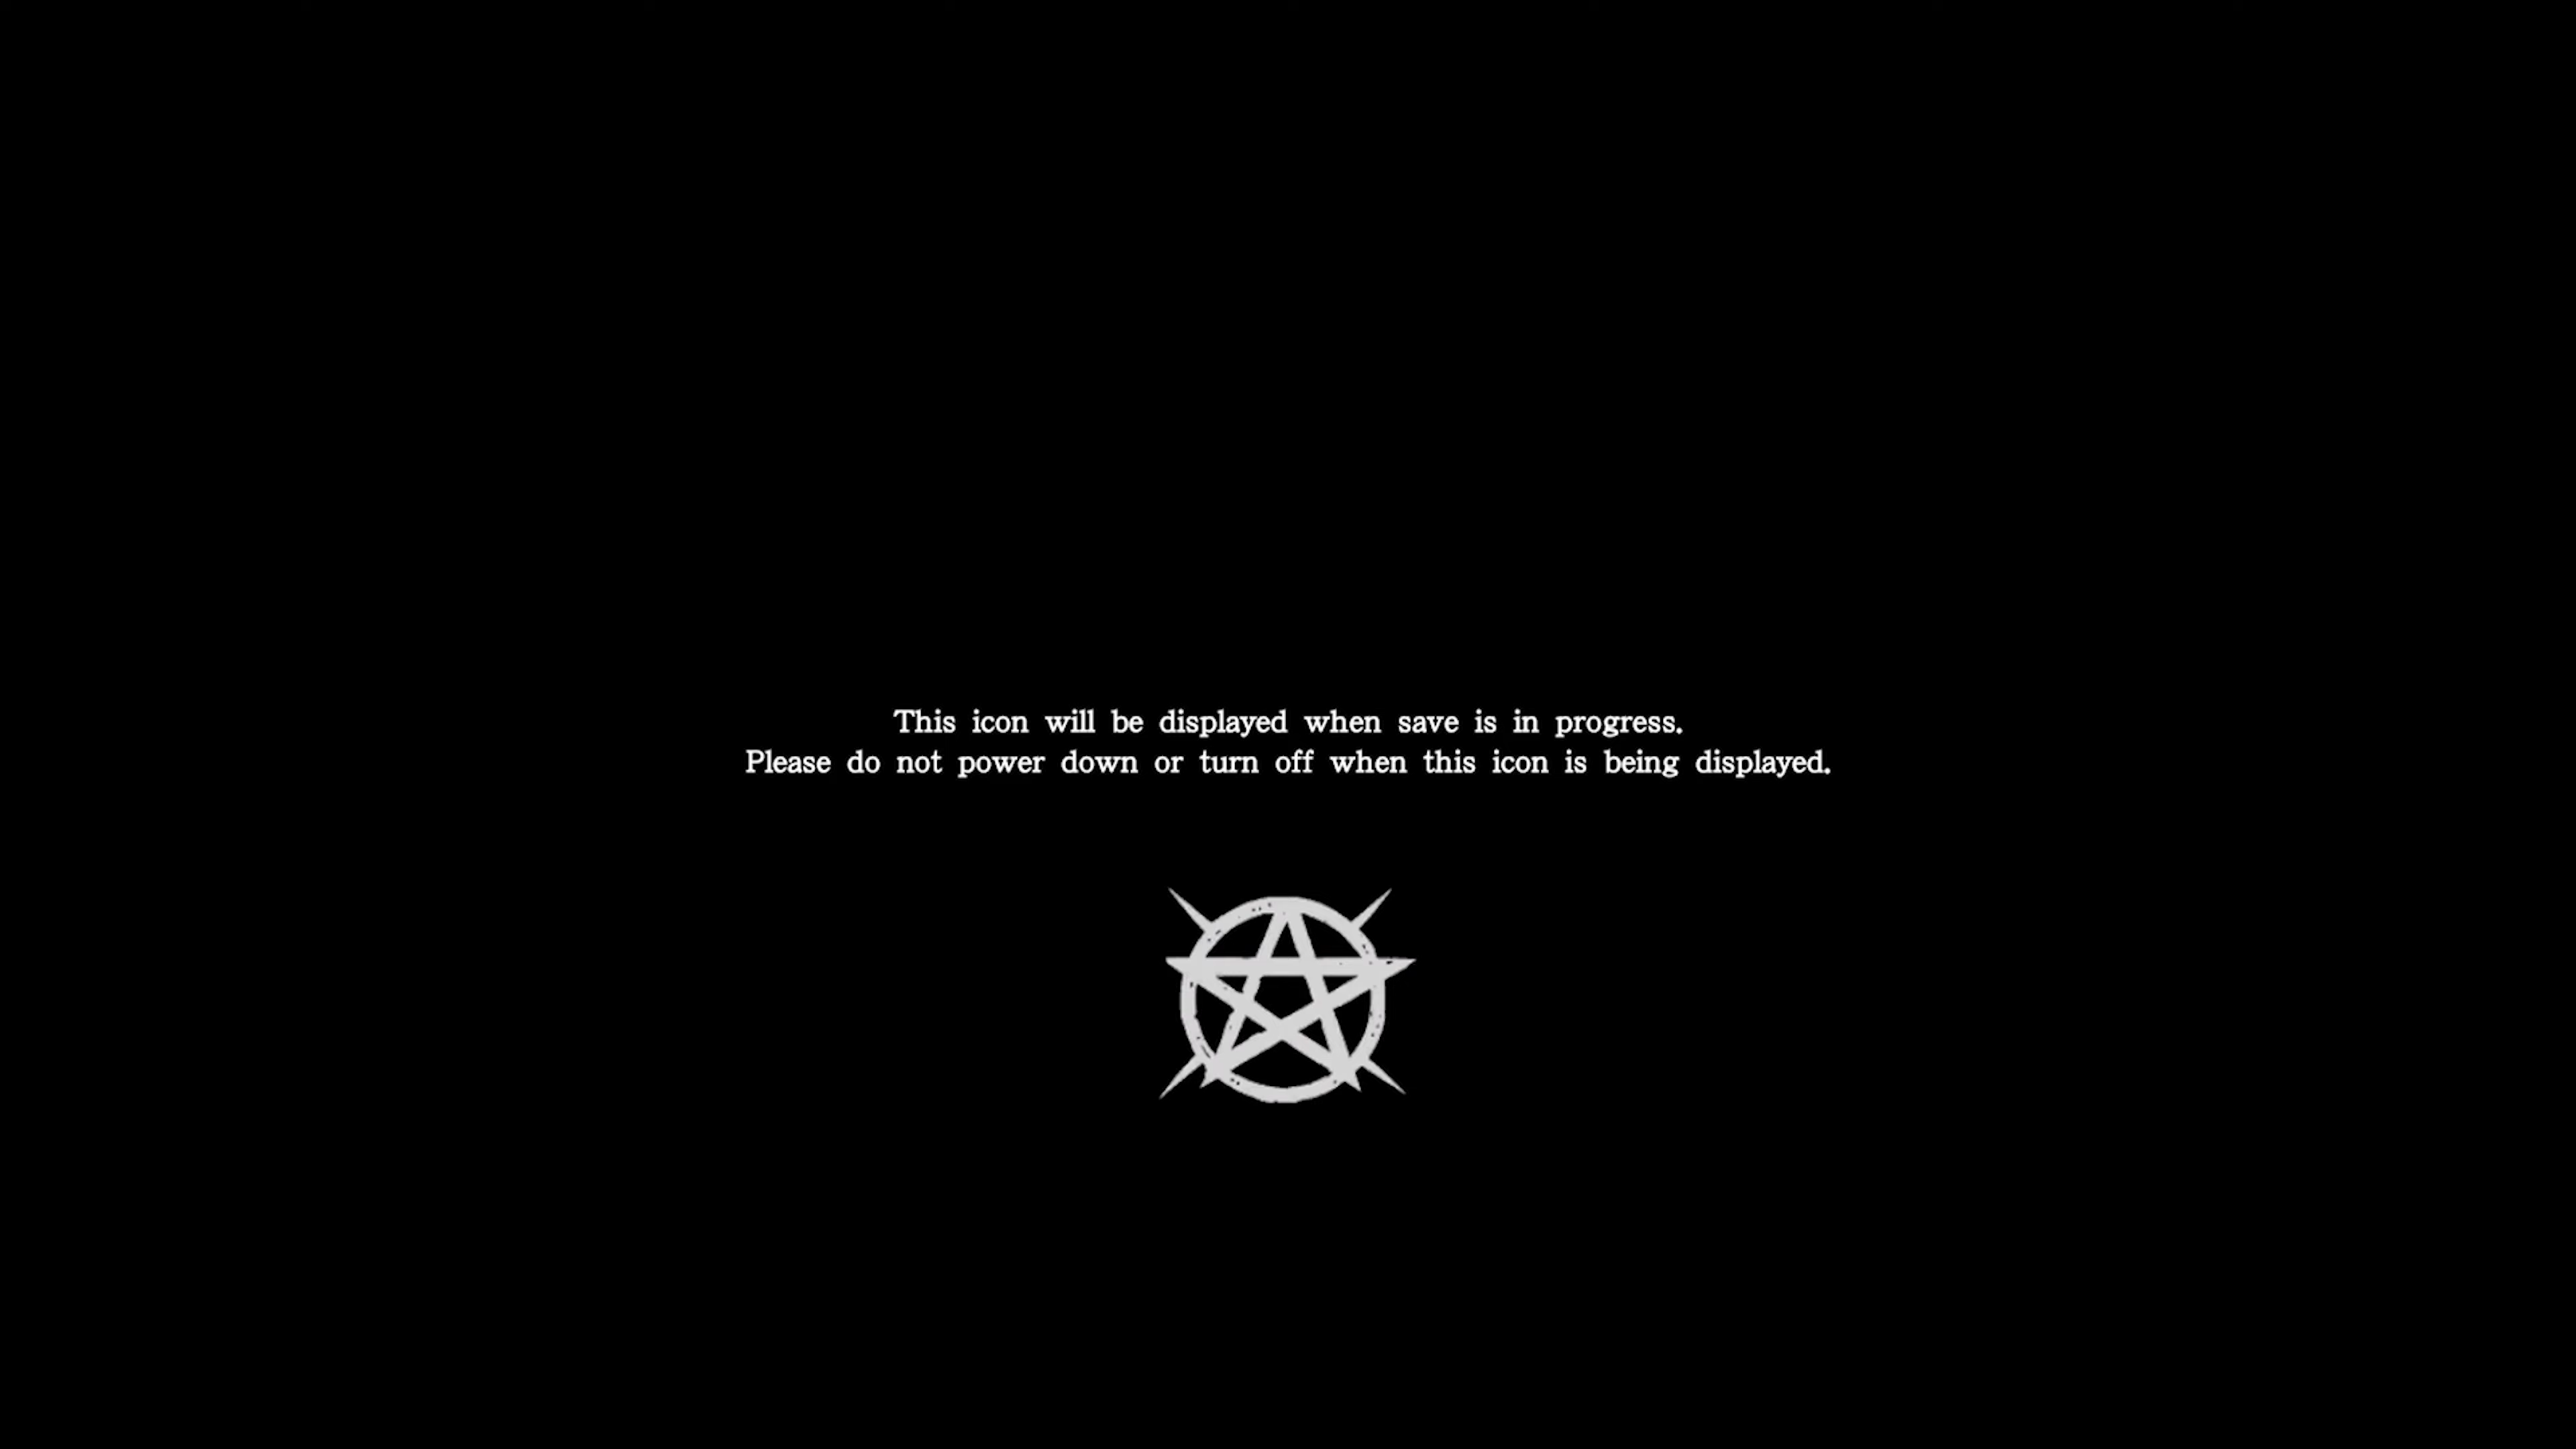 This icon will be displayed when save is in progress.
Please do not power down or turn off when this icon is being displayed.